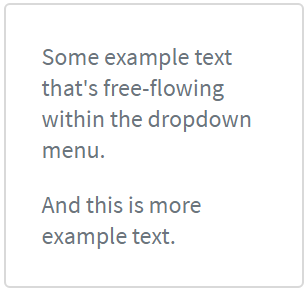 Some example text
that's free-flowing
within the dropdown
menu.
And this is more
example text.